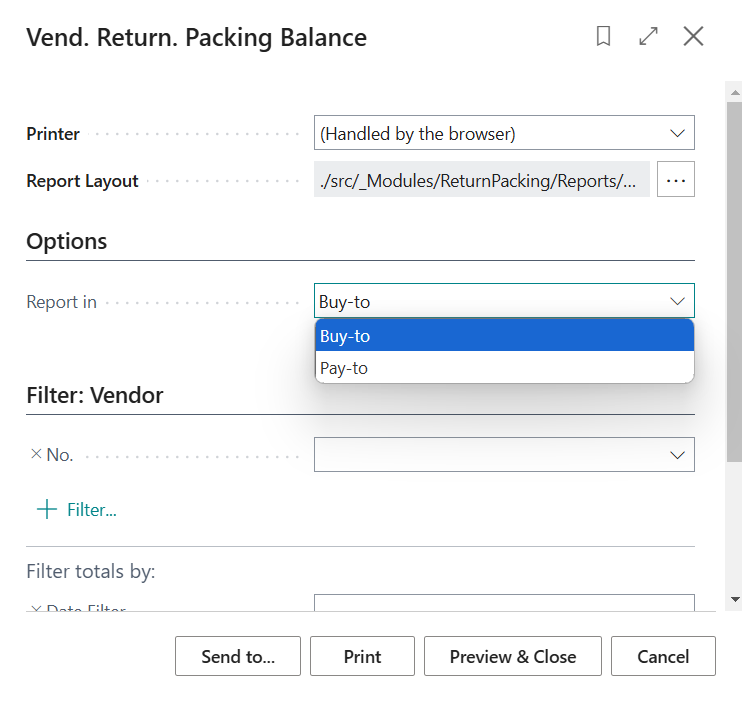 Vend. Return. Packing Balance
Printer (Handled by the browser)
Report Layout ./src/_Modules/ReturnPacking/Reports/... ...
Options
Report in Buy-to
Buy-to
Pay-to
Filter: Vendor
No.
Filter...
Filter totals by:
Date Filter
Send to... Print Preview & Close Cancel